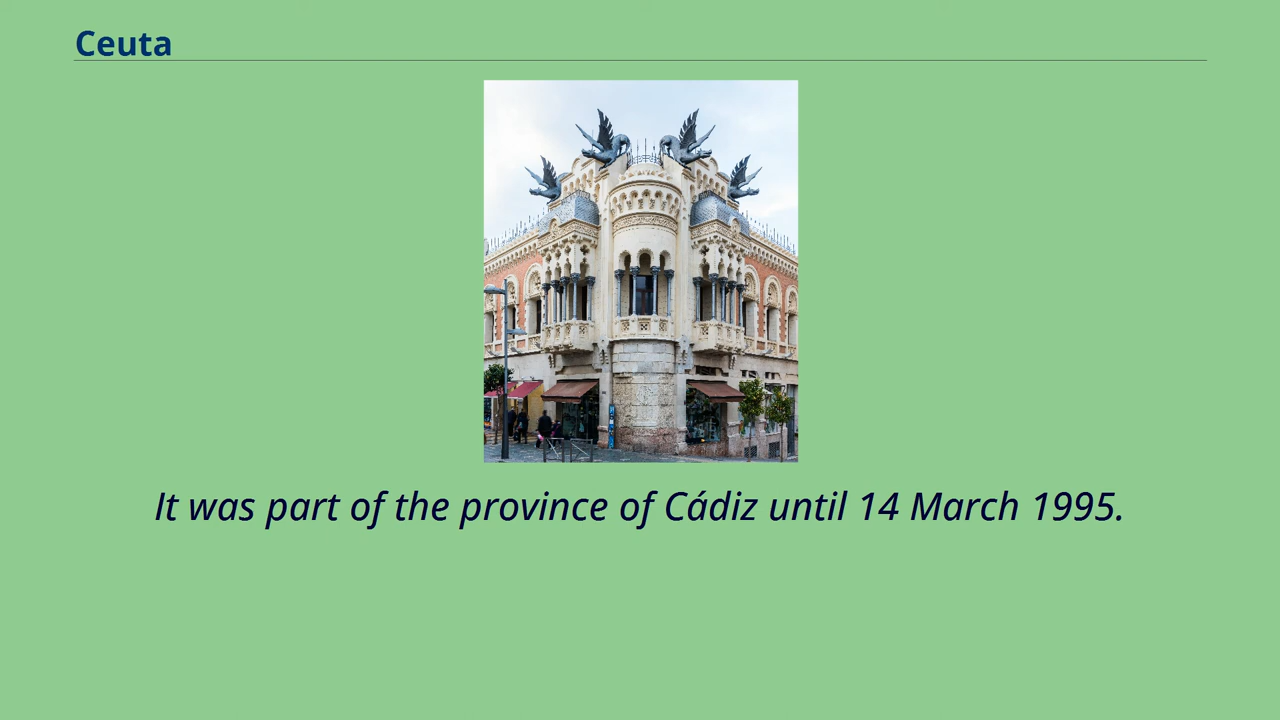 Ceuta
It was part of the province of Cádiz until 14 March 1995.